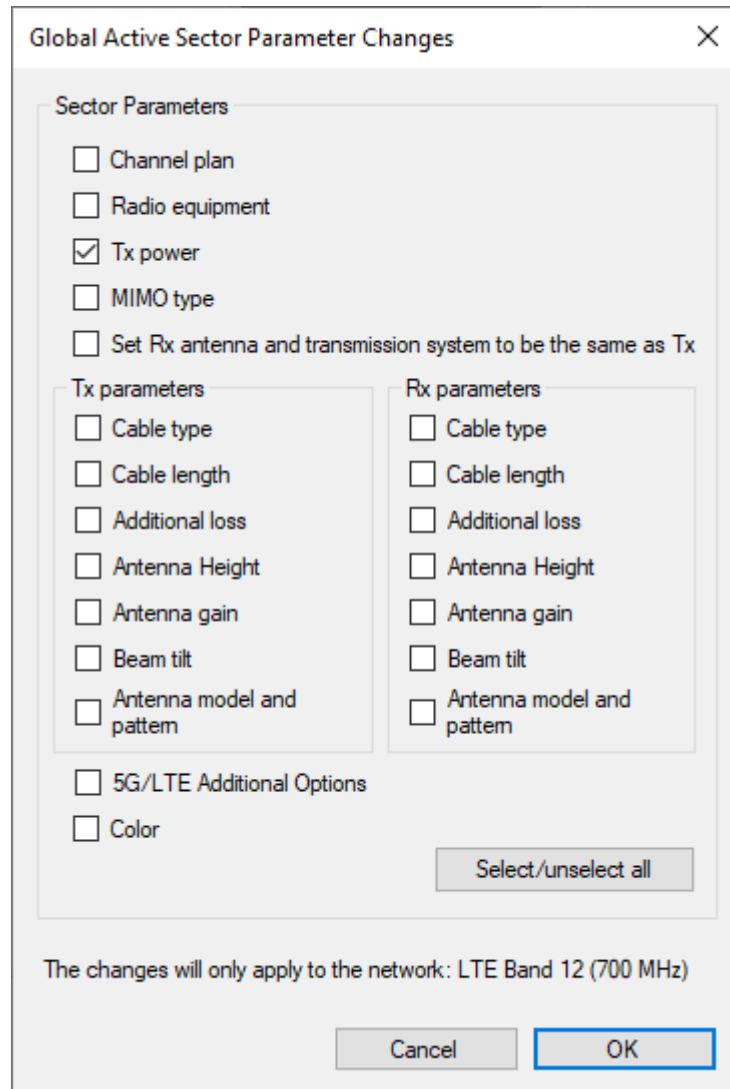 Global Active Sector Parameter Changes
Sector Parameters
Channel plan
Radio equipment
Tx power
MIMO type
Set Rx antenna and transmission system to be the same as Tx
Tx parameters
Cable type
Cable length
Additional loss
Antenna Height
Antenna gain
Beam tilt
Antenna model and
pattern
Rx parameters
Cable type
Cable length
Additional loss
Antenna Height
Antenna gain
Beam tilt
Antenna model and
pattern
5G/LTE Additional Options
Color
Select/unselect all
The changes will only apply to the network: LTE Band 12 (700 MHz)
Cancel
OK